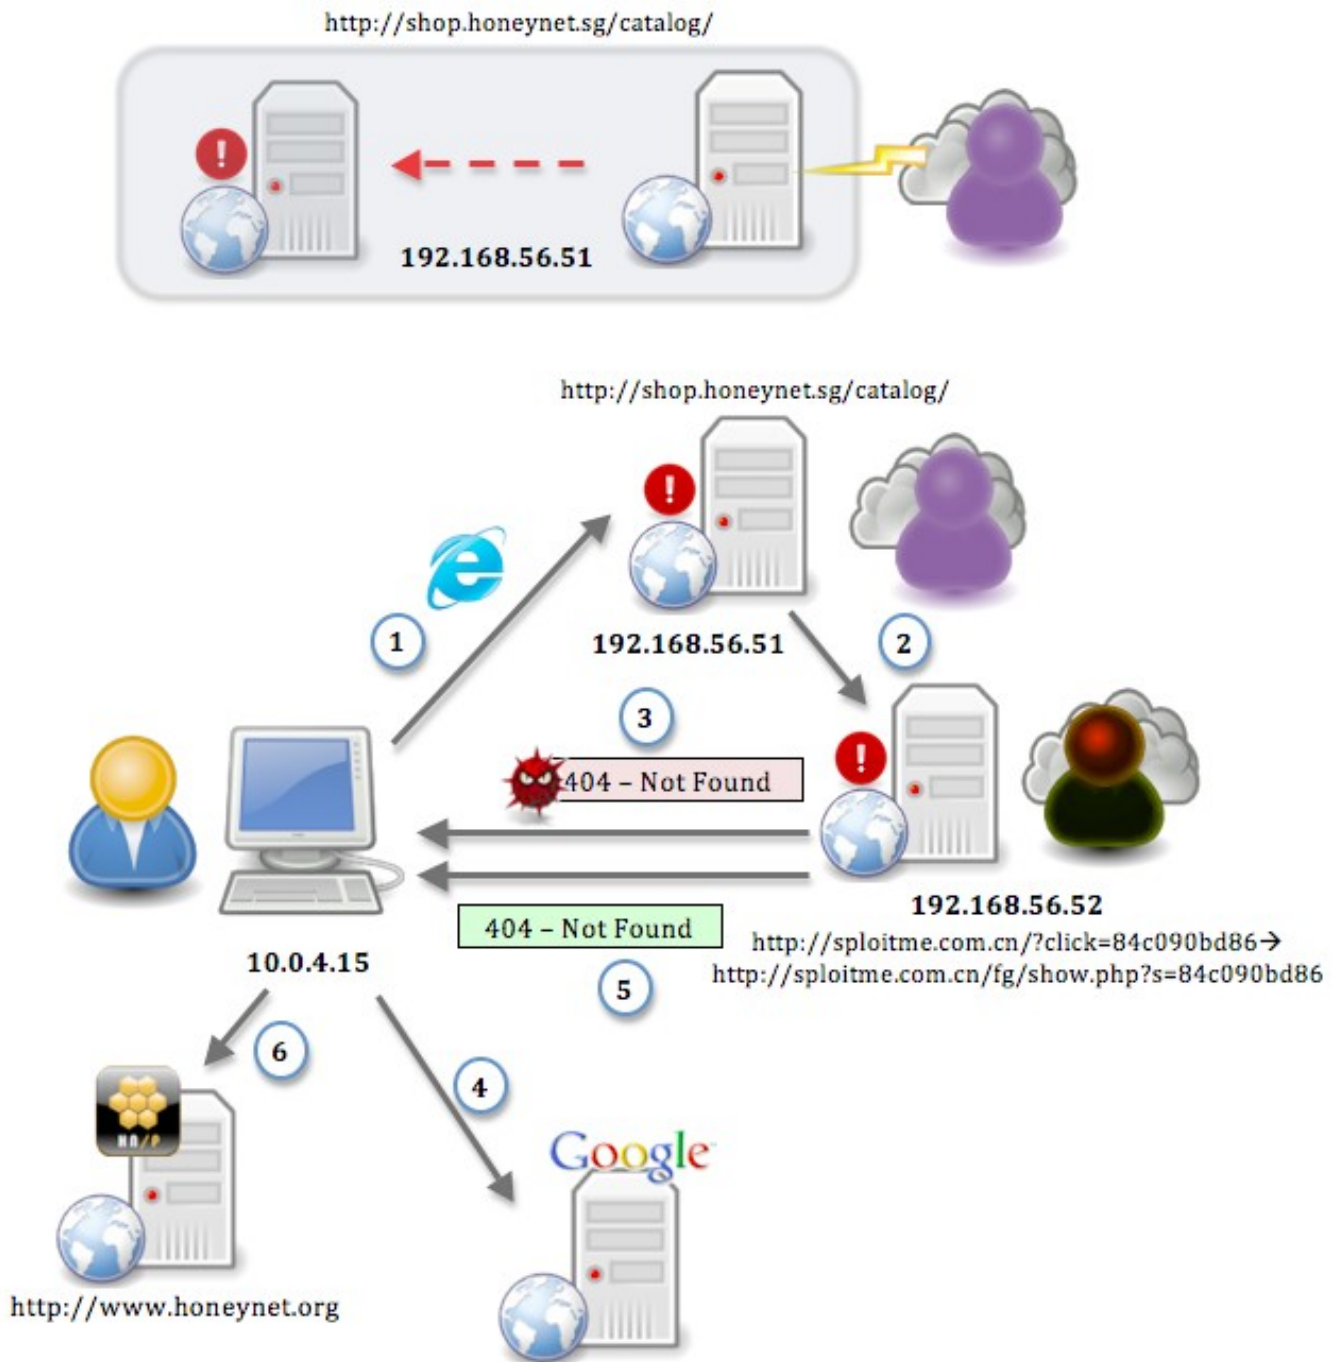 http://shop.honeynet.sg/catalog/
!
192.168.56.51
http://shop.honeynet.sg/catalog/
!
1
192.168.56.51
2
3
!
404 – Not Found
192.168.56.52
404 – Not Found
http://sploitme.com.cn/?click=84c090bd86→
10.0.4.15
http://sploitme.com.cn/fg/show.php?s=84c090bd86
5
6
4
HN/P
Google™
http://www.honeynet.org